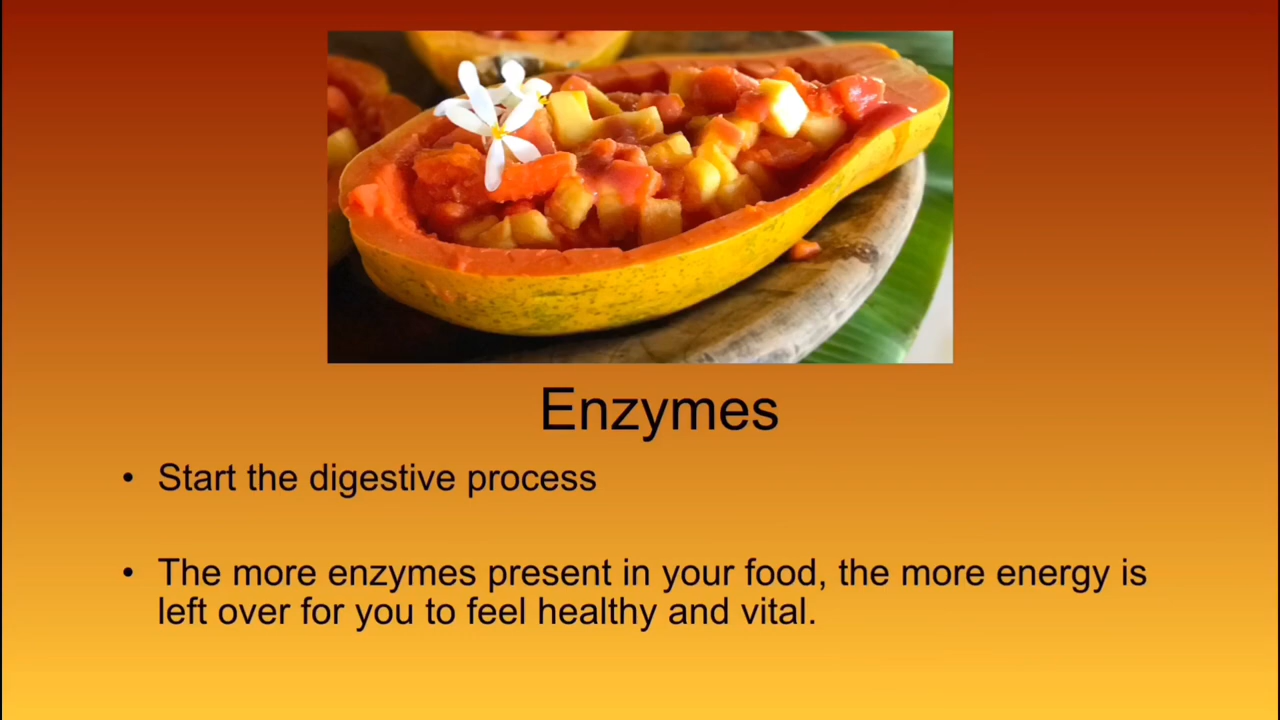 Enzymes
• Start the digestive process
• The more enzymes present in your food, the more energy is
left over for you to feel healthy and vital.